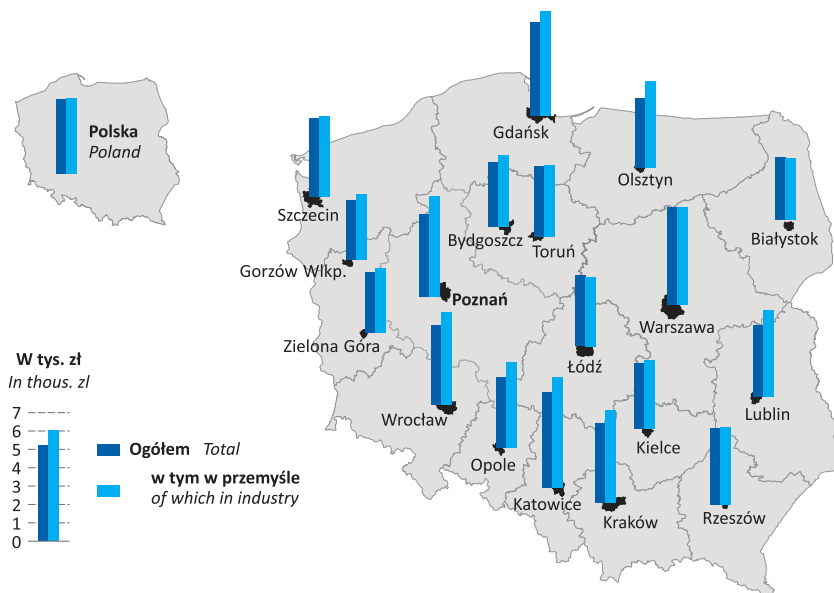 Polska
Poland
Gdańsk
Olsztyn
Szczecin
Bydgoszcz
Toruń
Białystok
Gorzów Wlkp.
Poznań
Warszawa
Zielona Góra
Łódź
Lublin
Wrocław
Kielce
Opole
Katowice
Kraków
Rzeszów
W tys. zł
In thous. zl
7
6
5
4
3
2
1
0
Ogółem Total
w tym w przemyśle
of which in industry